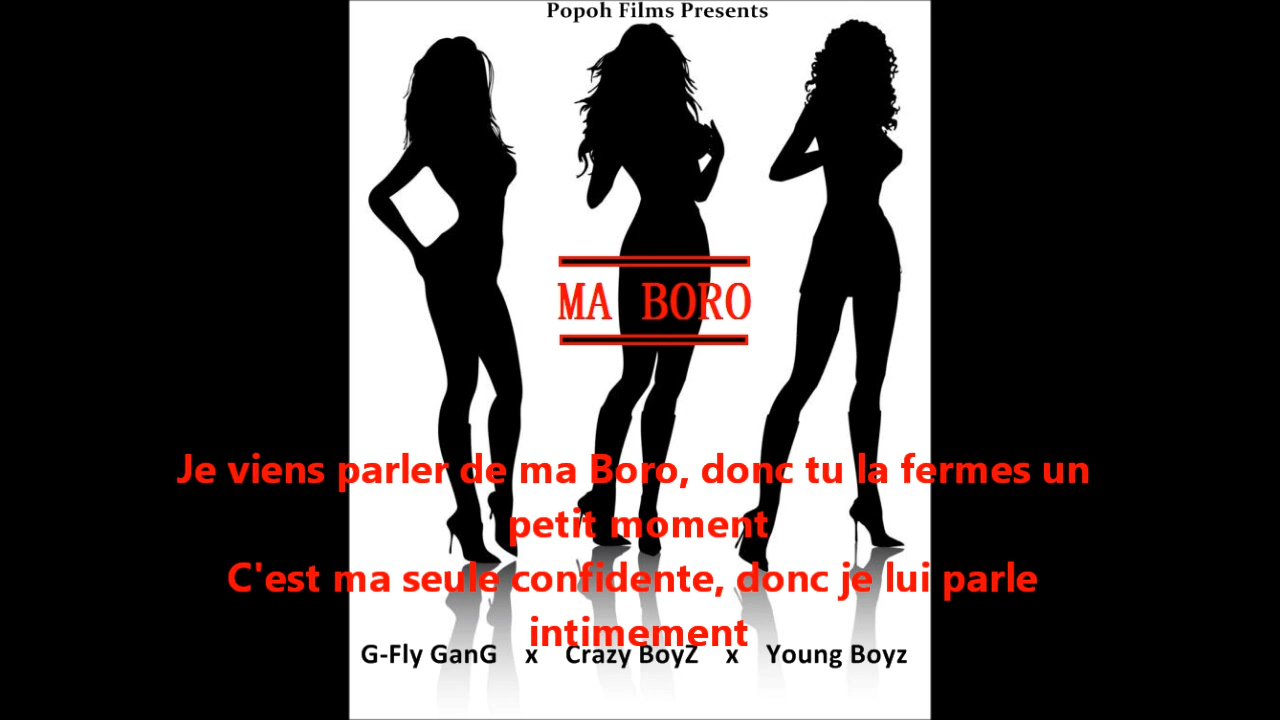 Popoh Films Presents
MA BORO
Je viens parler de ma Boro, donc tu la fermes un
petit moment
C'est ma seule confidente, donc je lui parle
intimement
G-Fly GanG x Crazy BoyZ x Young Boyz